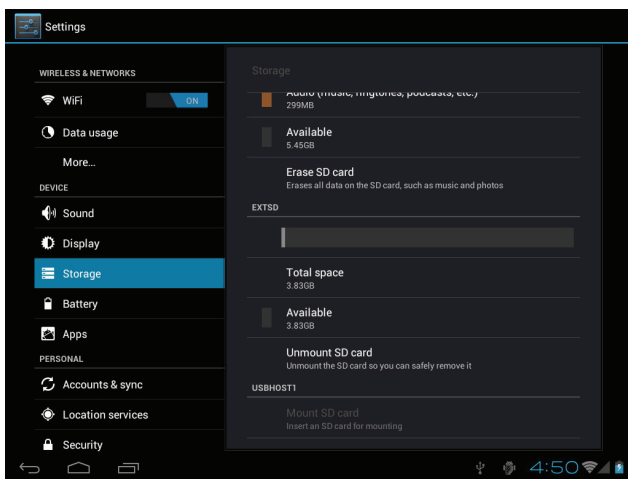 Settings
WIRELESS & NETWORKS
WiFi
ON
Data usage
More...
DEVICE
Sound
Display
Storage
Battery
Apps
PERSONAL
Accounts & sync
Location services
Security
Storage
Audio (music, ringtones, podcasts, etc.)
299MB
Available
5.45GB
Erase SD card
Erases all data on the SD card, such as music and photos
EXTSD
Total space
3.83GB
Available
3.83GB
Unmount SD card
Unmount the SD card so you can safely remove it
USBHOST1
Mount SD card
Insert an SD card for mounting
4:50